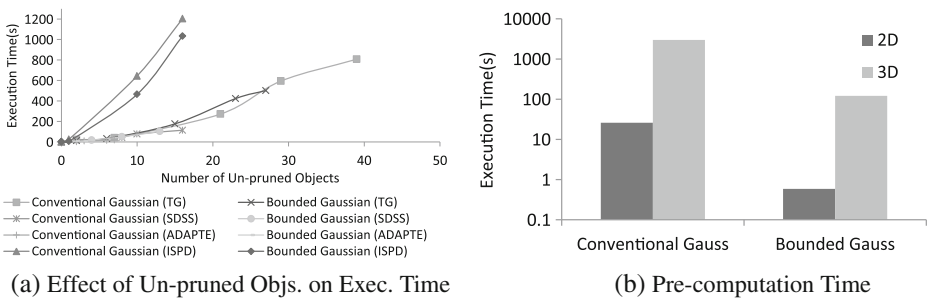 Execution Time(s)
1200
1000
800
600
400
200
0
0 10 20 30 40 50
Number of Un-pruned Objects
Conventional Gaussian (TG) Bounded Gaussian (TG)
Conventional Gaussian (SDSS) Bounded Gaussian (SDSS)
Conventional Gaussian (ADAPTE) Bounded Gaussian (ADAPTE)
Conventional Gaussian (ISPD) Bounded Gaussian (ISPD)
(a) Effect of Un-pruned Objs. on Exec. Time
Execution Time(s)
10000
1000
100
10
1
0.1
2D
3D
Conventional Gauss Bounded Gauss
(b) Pre-computation Time